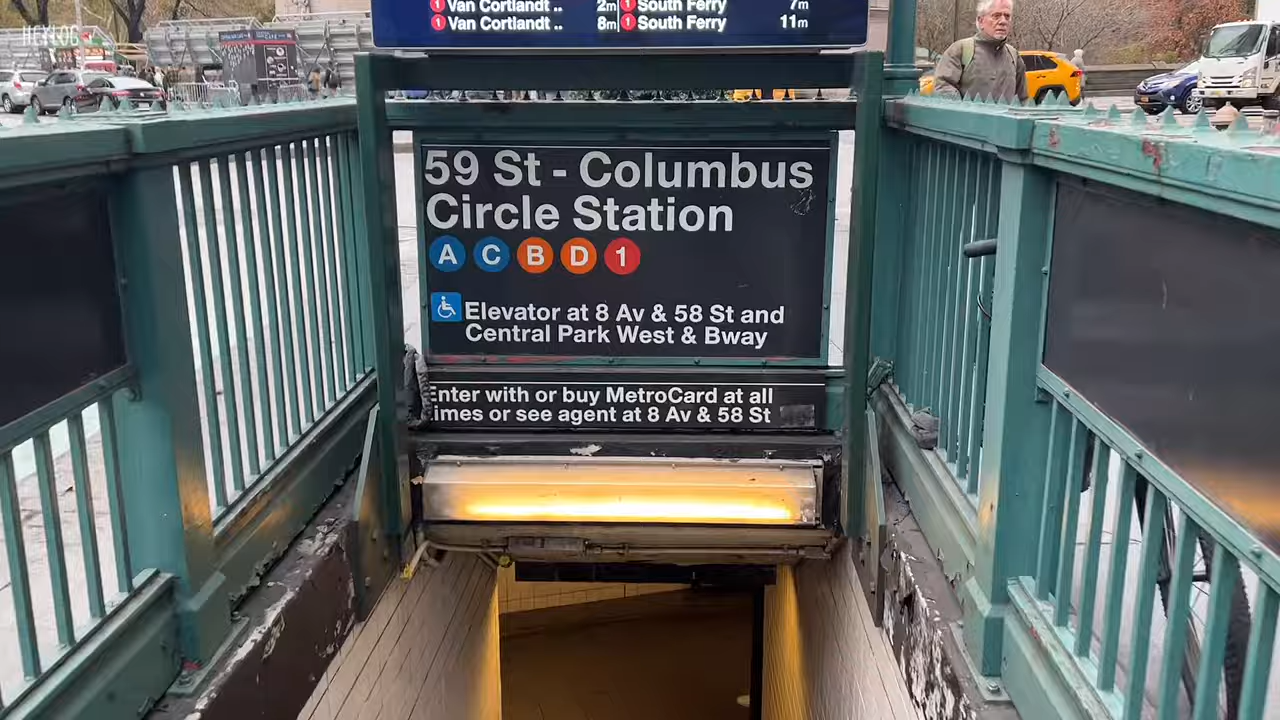 HEYLOG
1 Van Cortlandt .. 2m 1 South Ferry 7m
1 Van Cortlandt .. 8m 1 South Ferry 11m
59 St - Columbus
Circle Station
A C B D 1
Elevator at 8 Av & 58 St and
Central Park West & Bway
Enter with or buy MetroCard at all
times or see agent at 8 Av & 58 St